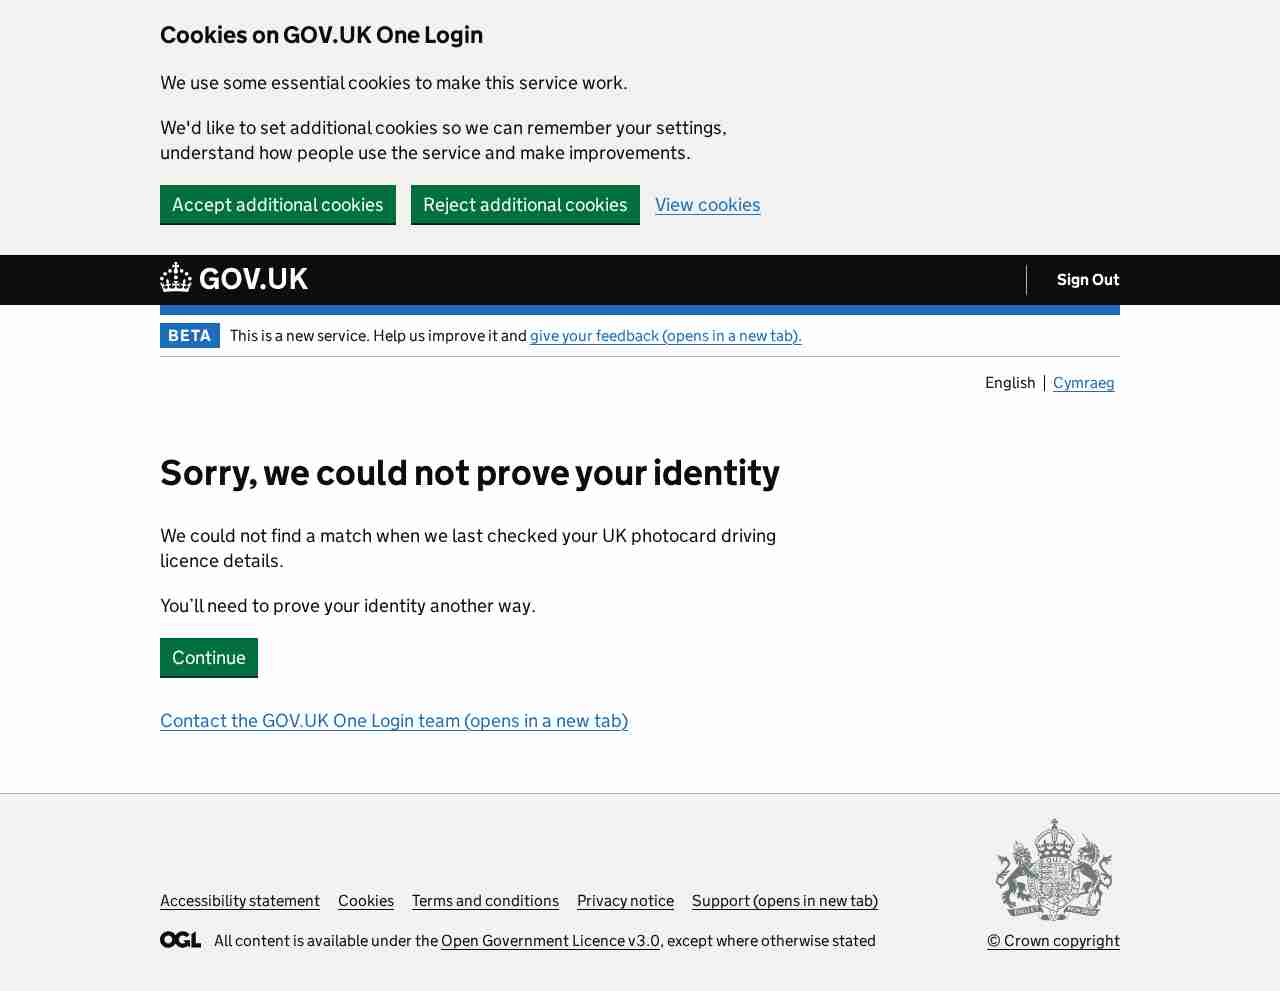 Cookies on GOV.UK One Login
We use some essential cookies to make this service work.
We'd like to set additional cookies so we can remember your settings,
understand how people use the service and make improvements.
Accept additional cookies Reject additional cookies View cookies
GOV.UK Sign Out
BETA This is a new service. Help us improve it and give your feedback (opens in a new tab).
English Cymraeg
Sorry, we could not prove your identity
We could not find a match when we last checked your UK photocard driving
licence details.
You’ll need to prove your identity another way.
Continue
Contact the GOV.UK One Login team (opens in a new tab)
Accessibility statement Cookies Terms and conditions Privacy notice Support (opens in new tab)
OGL All content is available under the Open Government Licence v3.0, except where otherwise stated
© Crown copyright